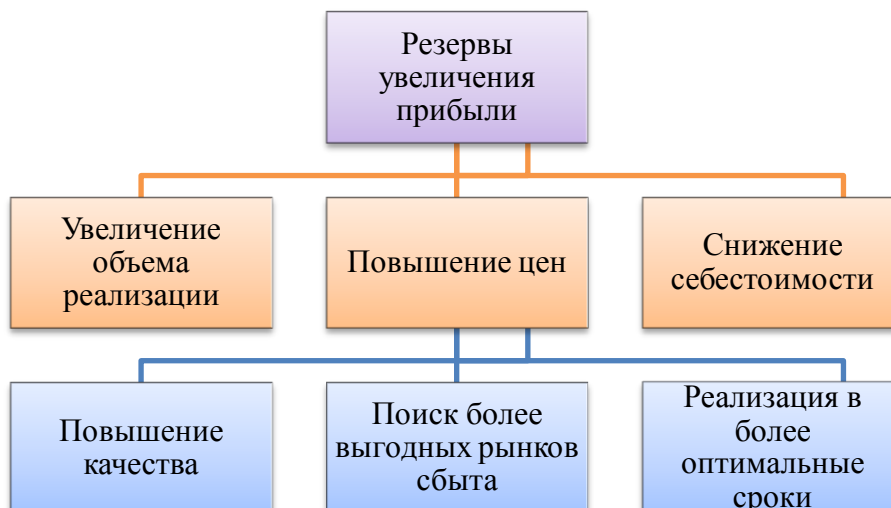 Резервы
увеличения
прибыли
Увеличение
объема
реализации
Повышение цен
Снижение
себестоимости
Повышение
качества
Поиск более
выгодных рынков
сбыта
Реализация в
более
оптимальные
сроки